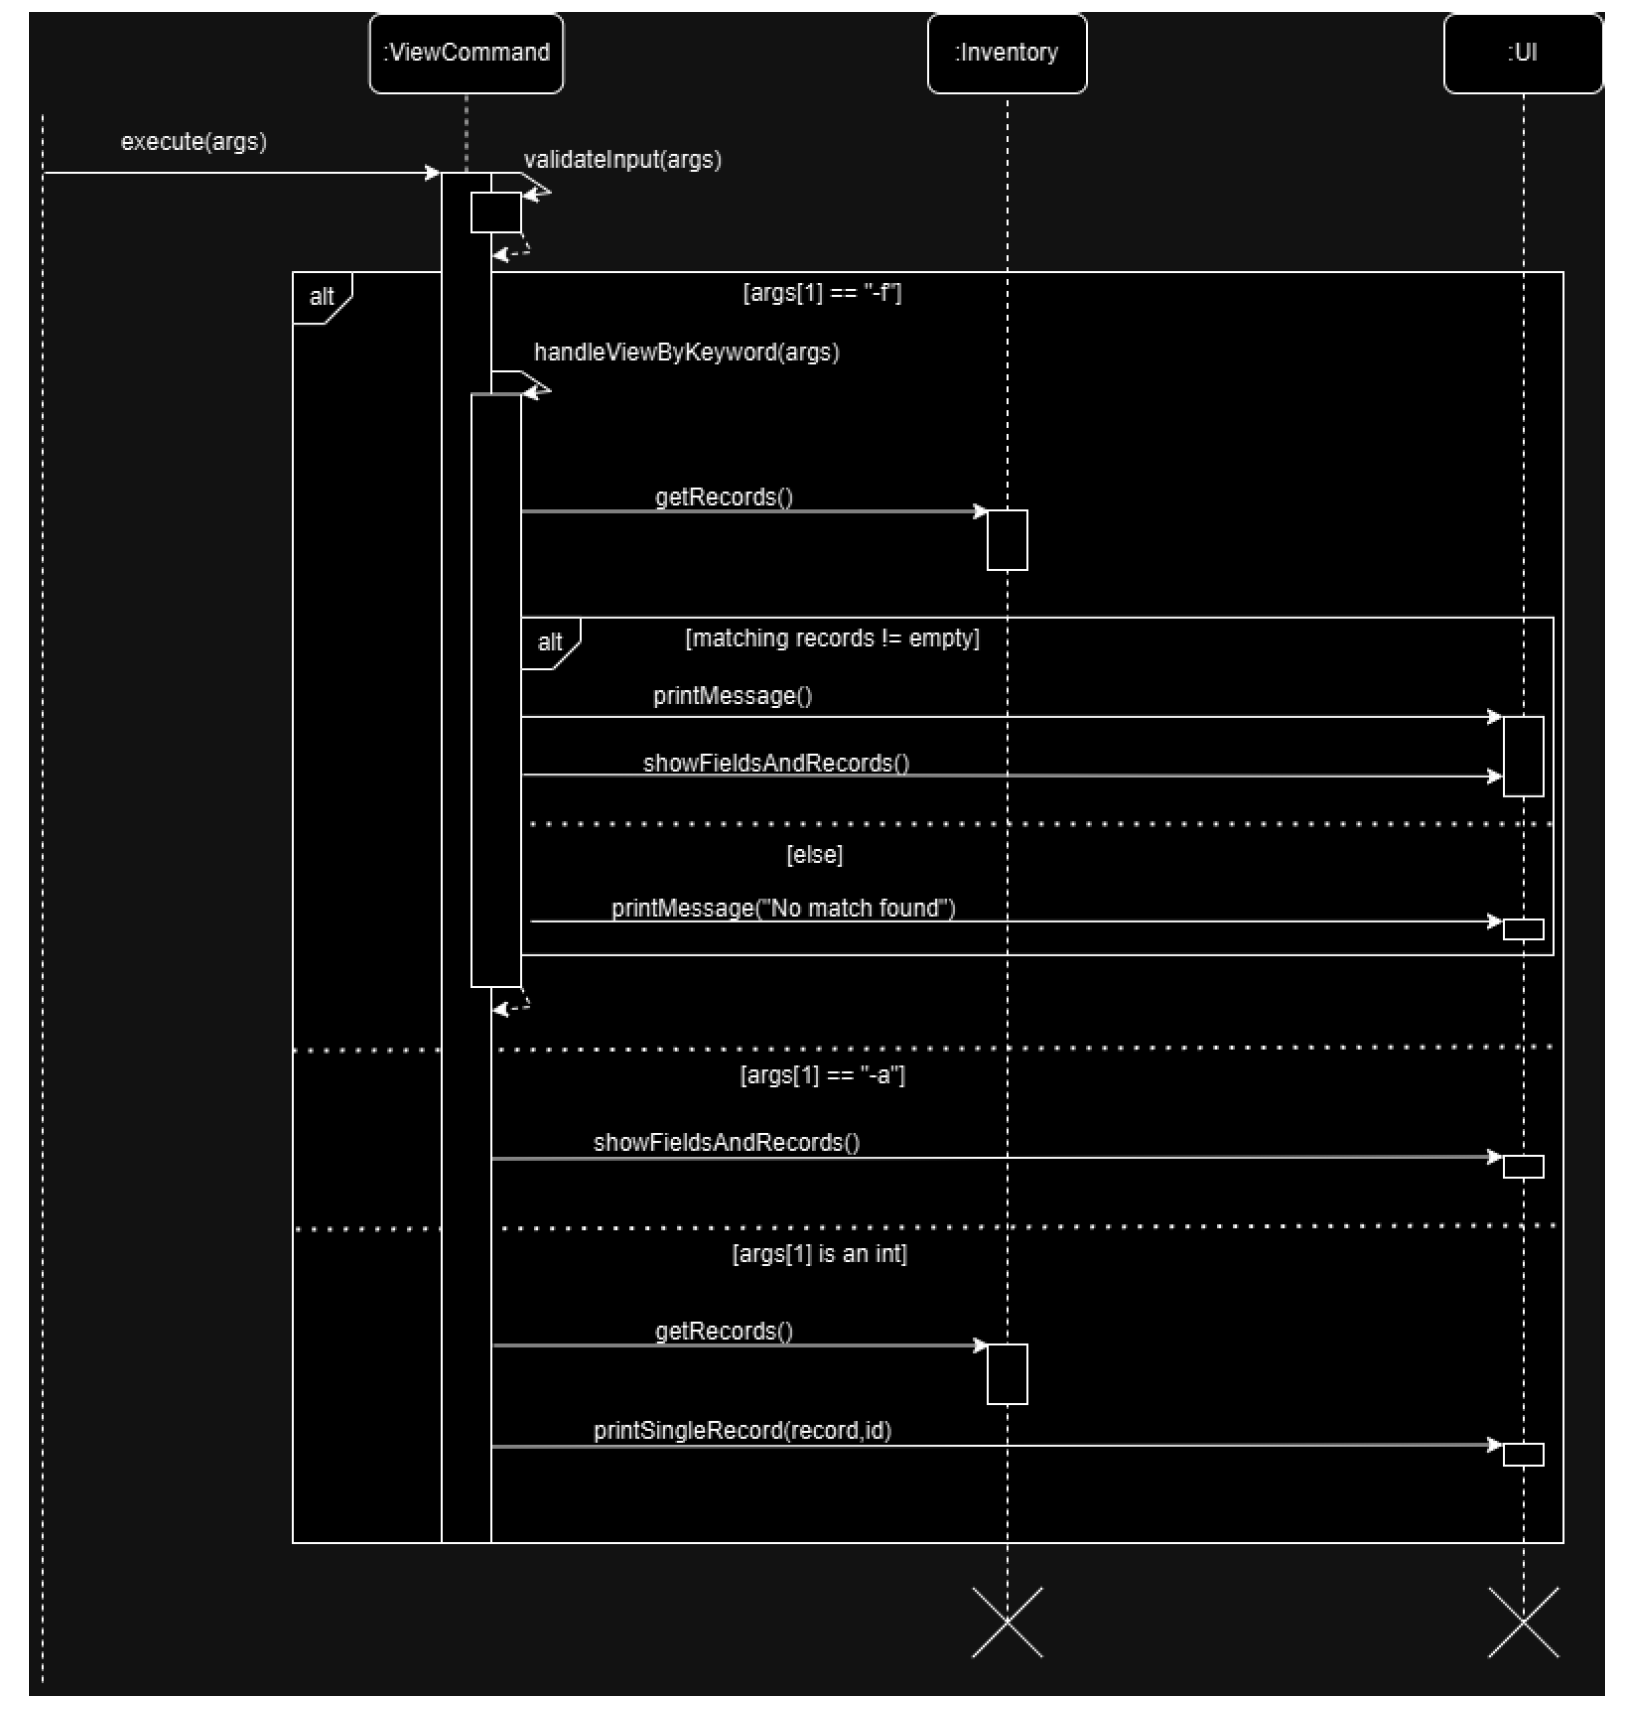 :ViewCommand
:Inventory
:UI
execute(args)
validateInput(args)
alt
[args[1] == "-f"]
handleViewByKeyword(args)
getRecords()
alt
[matching records != empty]
printMessage()
showFieldsAndRecords()
[else]
printMessage("No match found")
[args[1] == "-a"]
showFieldsAndRecords()
[args[1] is an int]
getRecords()
printSingleRecord(record,id)